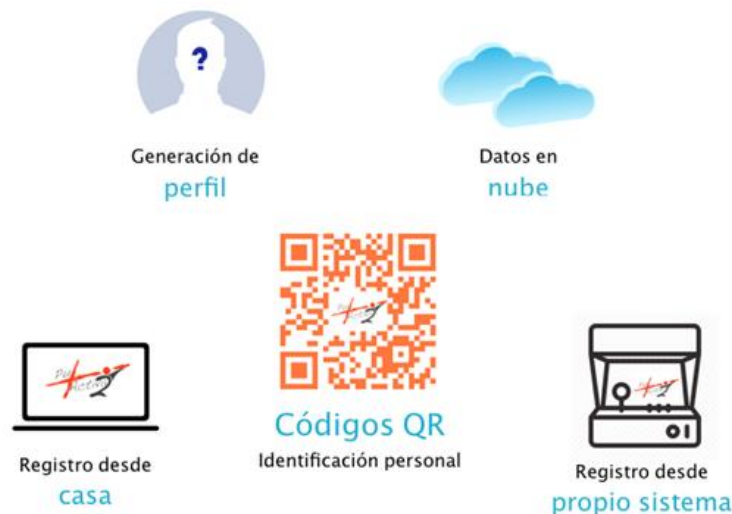 ?
Generación de
perfil
Datos en
nube
Códigos QR
Identificación personal
Registro desde
casa
Registro desde
propio sistema